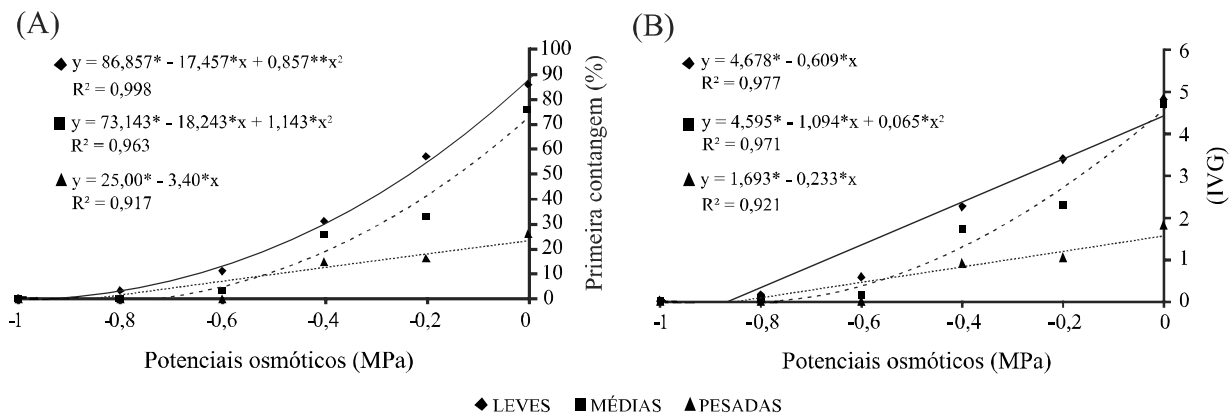 (A)
y = 86,857* - 17,457*x + 0,857**x²
R² = 0,998
y = 73,143* - 18,243*x + 1,143*x²
R² = 0,963
y = 25,00* - 3,40*x
R² = 0,917
100
90
80
70
60
50
40
30
20
10
0
Primeira contangem (%)
-1
-0,8
-0,6
-0,4
-0,2
0
Potenciais osmóticos (MPa)
(B)
y = 4,678* - 0,609*x
R² = 0,977
y = 4,595* - 1,094*x + 0,065*x²
R² = 0,971
y = 1,693* - 0,233*x
R² = 0,921
6
5
4
3
2
1
0
(IVG)
-1
-0,8
-0,6
-0,4
-0,2
0
Potenciais osmóticos (MPa)
LEVES MÉDIAS PESADAS